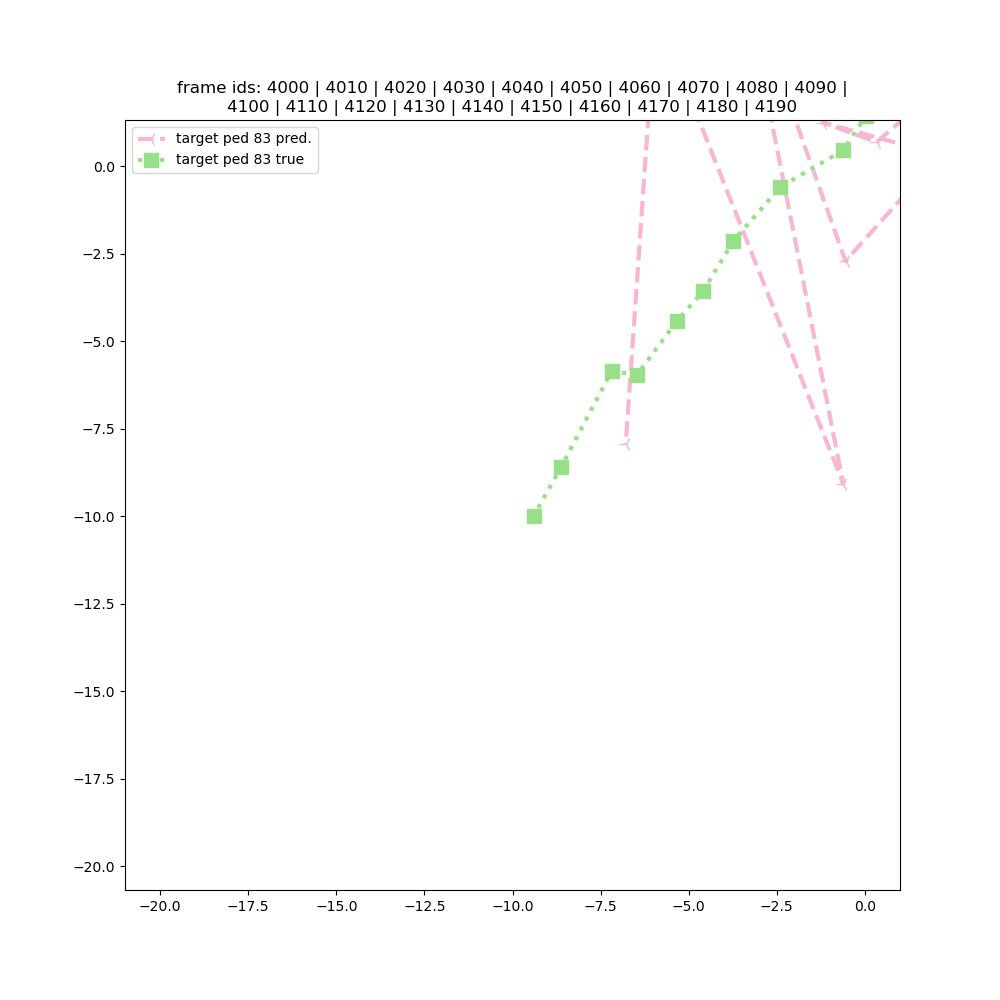 frame ids: 4000 | 4010 | 4020 | 4030 | 4040 | 4050 | 4060 | 4070 | 4080 | 4090 |
4100 | 4110 | 4120 | 4130 | 4140 | 4150 | 4160 | 4170 | 4180 | 4190
target ped 83 pred.
target ped 83 true
0.0
−2.5
−5.0
−7.5
−10.0
−12.5
−15.0
−17.5
−20.0
−20.0 −17.5 −15.0 −12.5 −10.0 −7.5 −5.0 −2.5 0.0